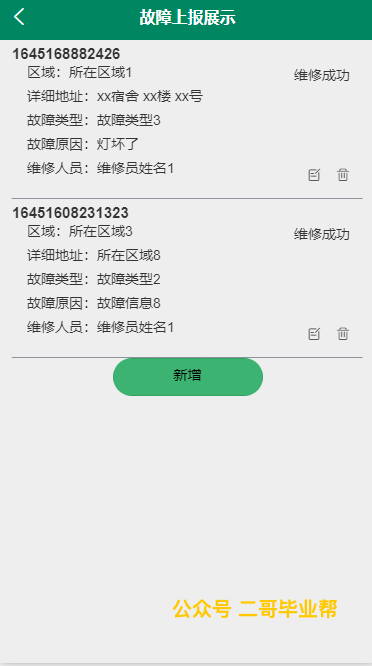 故障上报展示
1645168882426
区域：所在区域1
维修成功
详细地址：xx宿舍 xx楼 xx号
故障类型：故障类型3
故障原因：灯坏了
维修人员：维修员姓名1
16451608231323
区域：所在区域3
维修成功
详细地址：所在区域8
故障类型：故障类型2
故障原因：故障信息8
维修人员：维修员姓名1
新增
公众号 二哥毕业帮